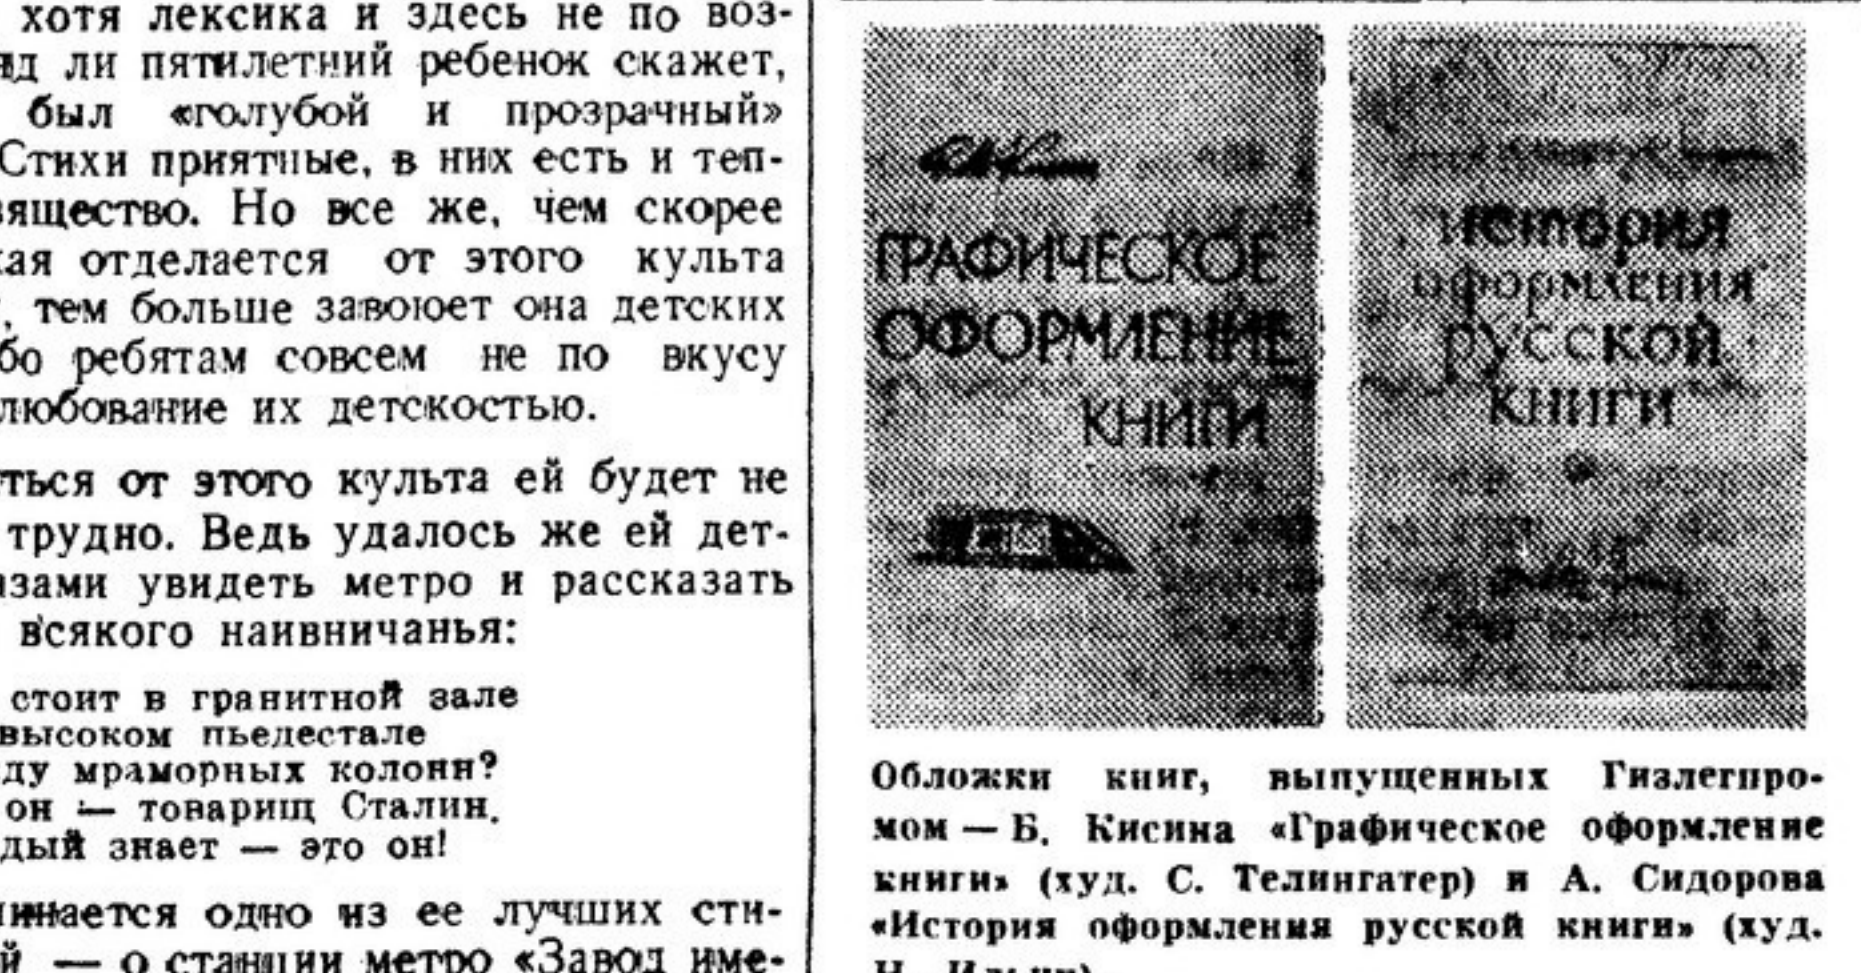 хотя лексика и здесь не по воз-
ли пятилетний ребенок скажет,
был «голубой и прозрачный»
Стихи приятные, в них есть и теп-
вящество. Но все же, чем скорее
кая отделается от этого культа
, тем больше завоюет она детских
бо ребятам совсем не по вкусу
любование их детскостью.
ться от этого культа ей будет не
трудно. Ведь удалось же ей дет-
азами увидеть метро и рассказать
всякого наивничанья:
стоит в гранитной зале
высоком пьедестале
ду мраморных колонн?
он — товарищ Сталин.
дый знает — это он!
инается одно из ее лучших сти-
й — о станции метро «Завод име-
ГРАФИЧЕСКОЕ
ОФОРМЛЕНИЕ
КНИГИ
история
оформления
русской
книги
Обложки книг, выпущенных Гизлегпро-
мом — Б. Кисина «Графическое оформление
книги» (худ. С. Телингатер) и А. Сидорова
«История оформления русской книги» (худ.